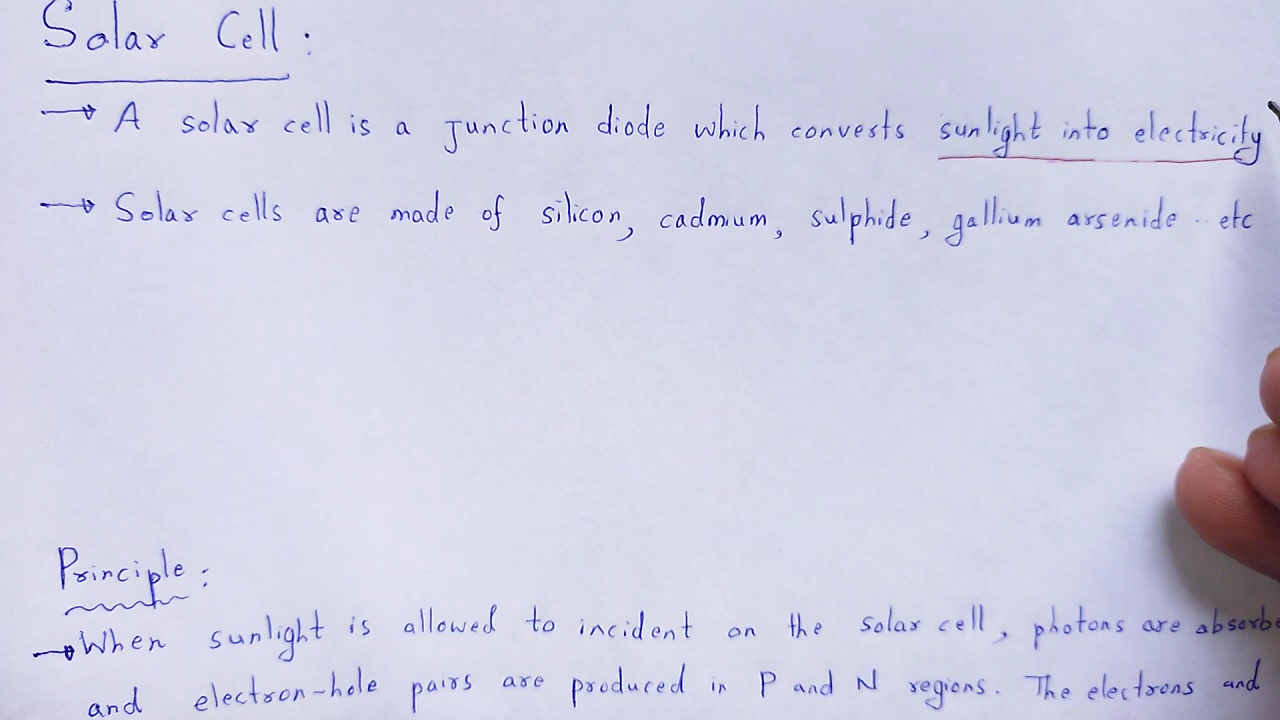 Solar Cell :
→ A solar cell is a Junction diode which converts sunlight into electricity
→ Solar cells are made of silicon, cadmium, sulphide, gallium arsenide .. etc
Principle :
→ When sunlight is allowed to incident on the solar cell, photons are absorbe
and electron-hole pairs are produced in P and N regions. The electrons and